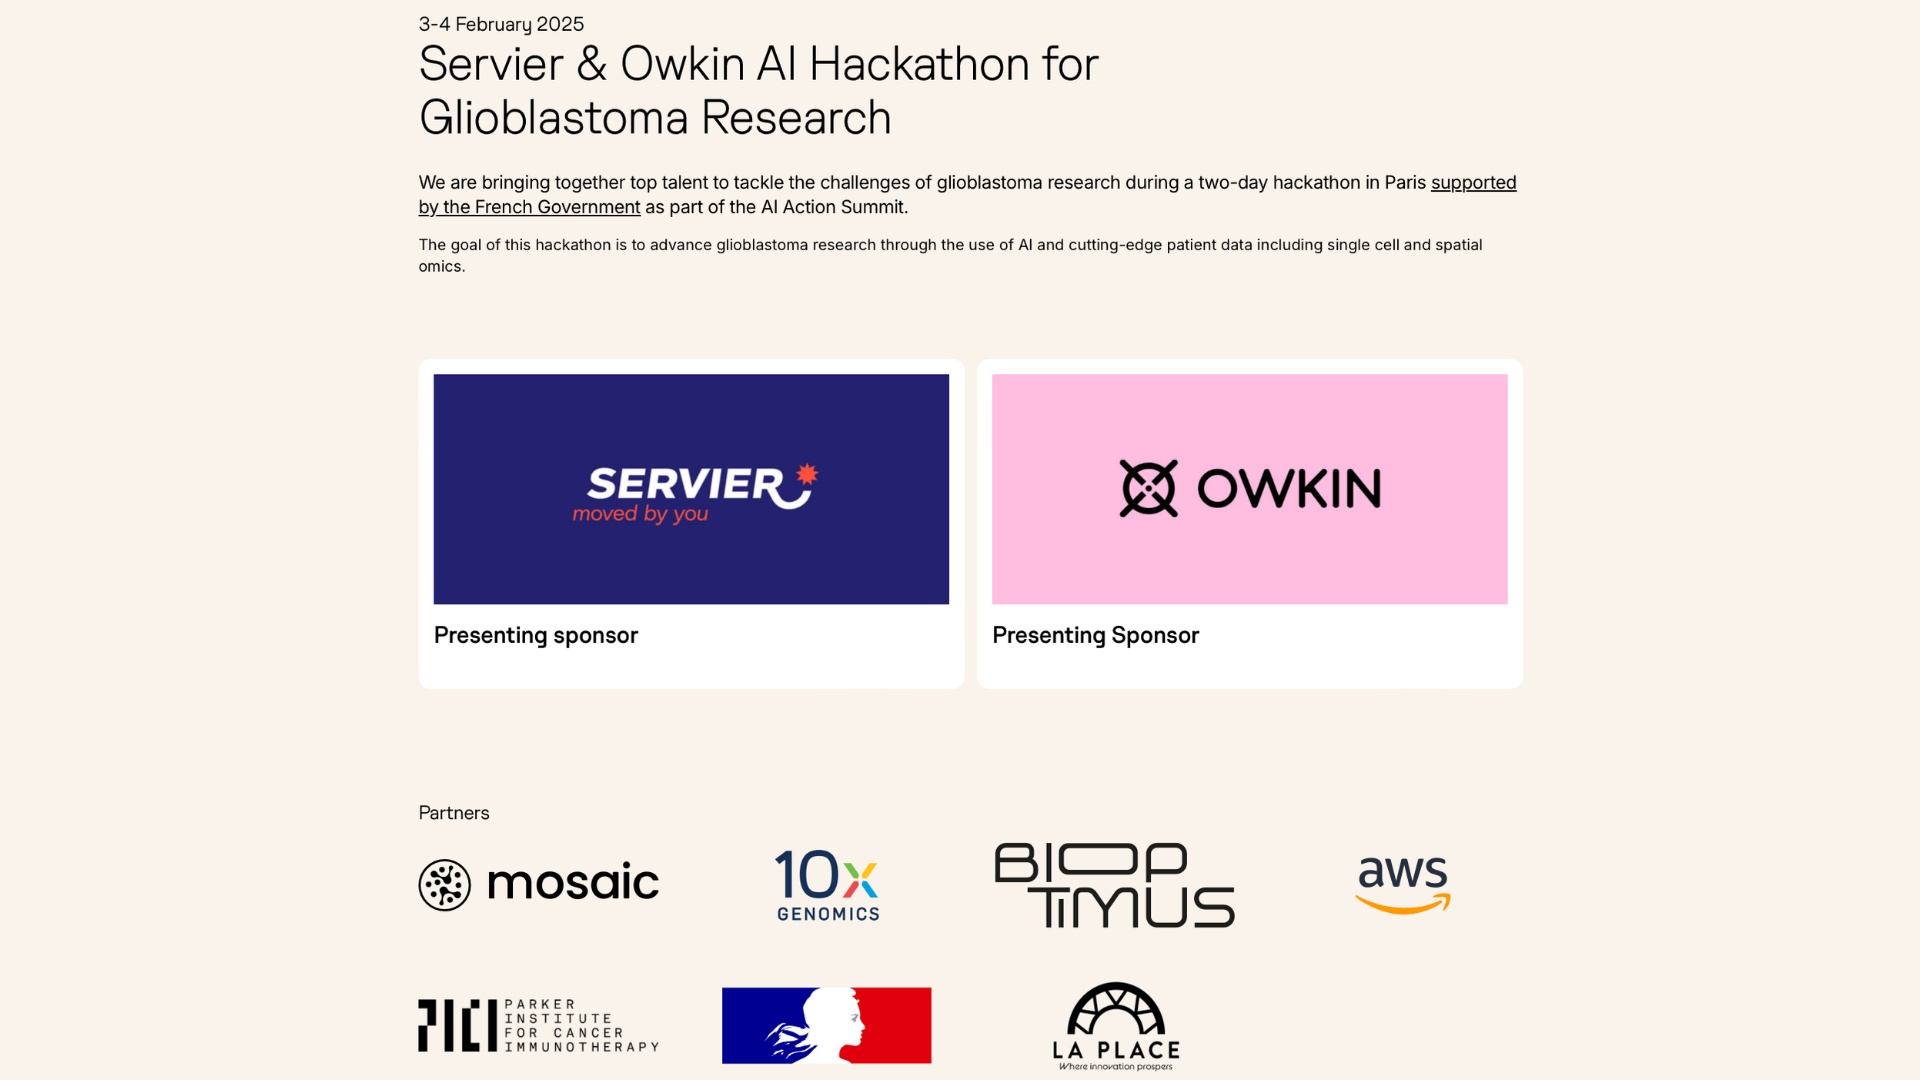 3-4 February 2025
Servier & Owkin AI Hackathon for
Glioblastoma Research
We are bringing together top talent to tackle the challenges of glioblastoma research during a two-day hackathon in Paris supported
by the French Government as part of the AI Action Summit.
The goal of this hackathon is to advance glioblastoma research through the use of AI and cutting-edge patient data including single cell and spatial
omics.
SERVIER
moved by you
OWKIN
Presenting sponsor
Presenting Sponsor
Partners
mosaic
10x
GENOMICS
BIOP
TIMUS
aws
PICI
PARKER
INSTITUTE
FOR CANCER
IMMUNOTHERAPY
LA PLACE
Where innovation prospers